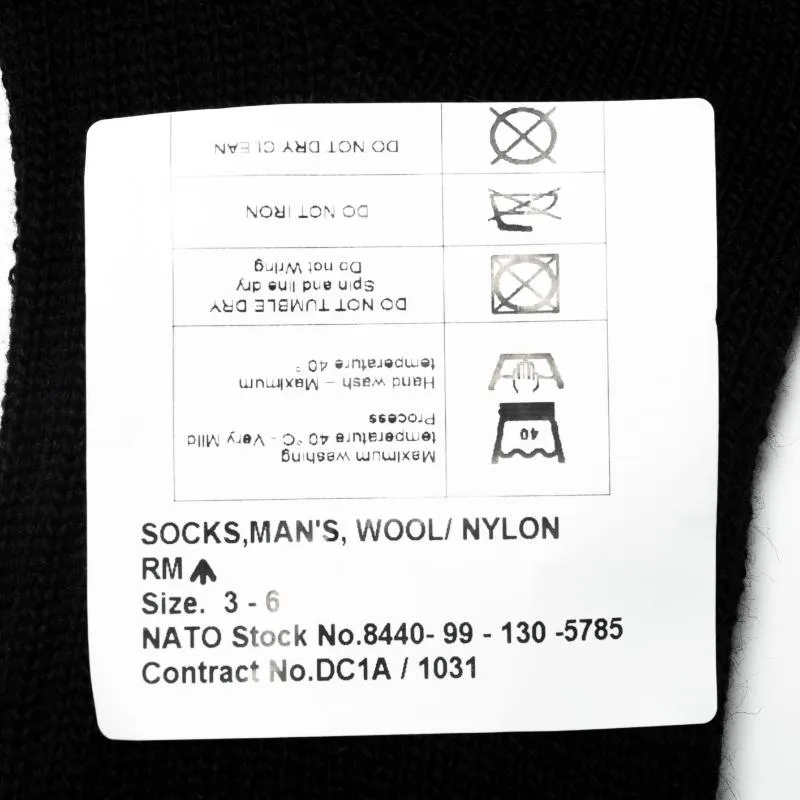 Maximum washing
temperature 40 °C - Very Mild
Process
40
Hand wash – Maximum
temperature 40 °
DO NOT TUMBLE DRY
Spin and line dry
Do not Wring
DO NOT IRON
DO NOT DRY CLEAN
SOCKS,MAN'S, WOOL/ NYLON
RM
Size. 3 - 6
NATO Stock No.8440- 99 - 130 -5785
Contract No.DC1A / 1031